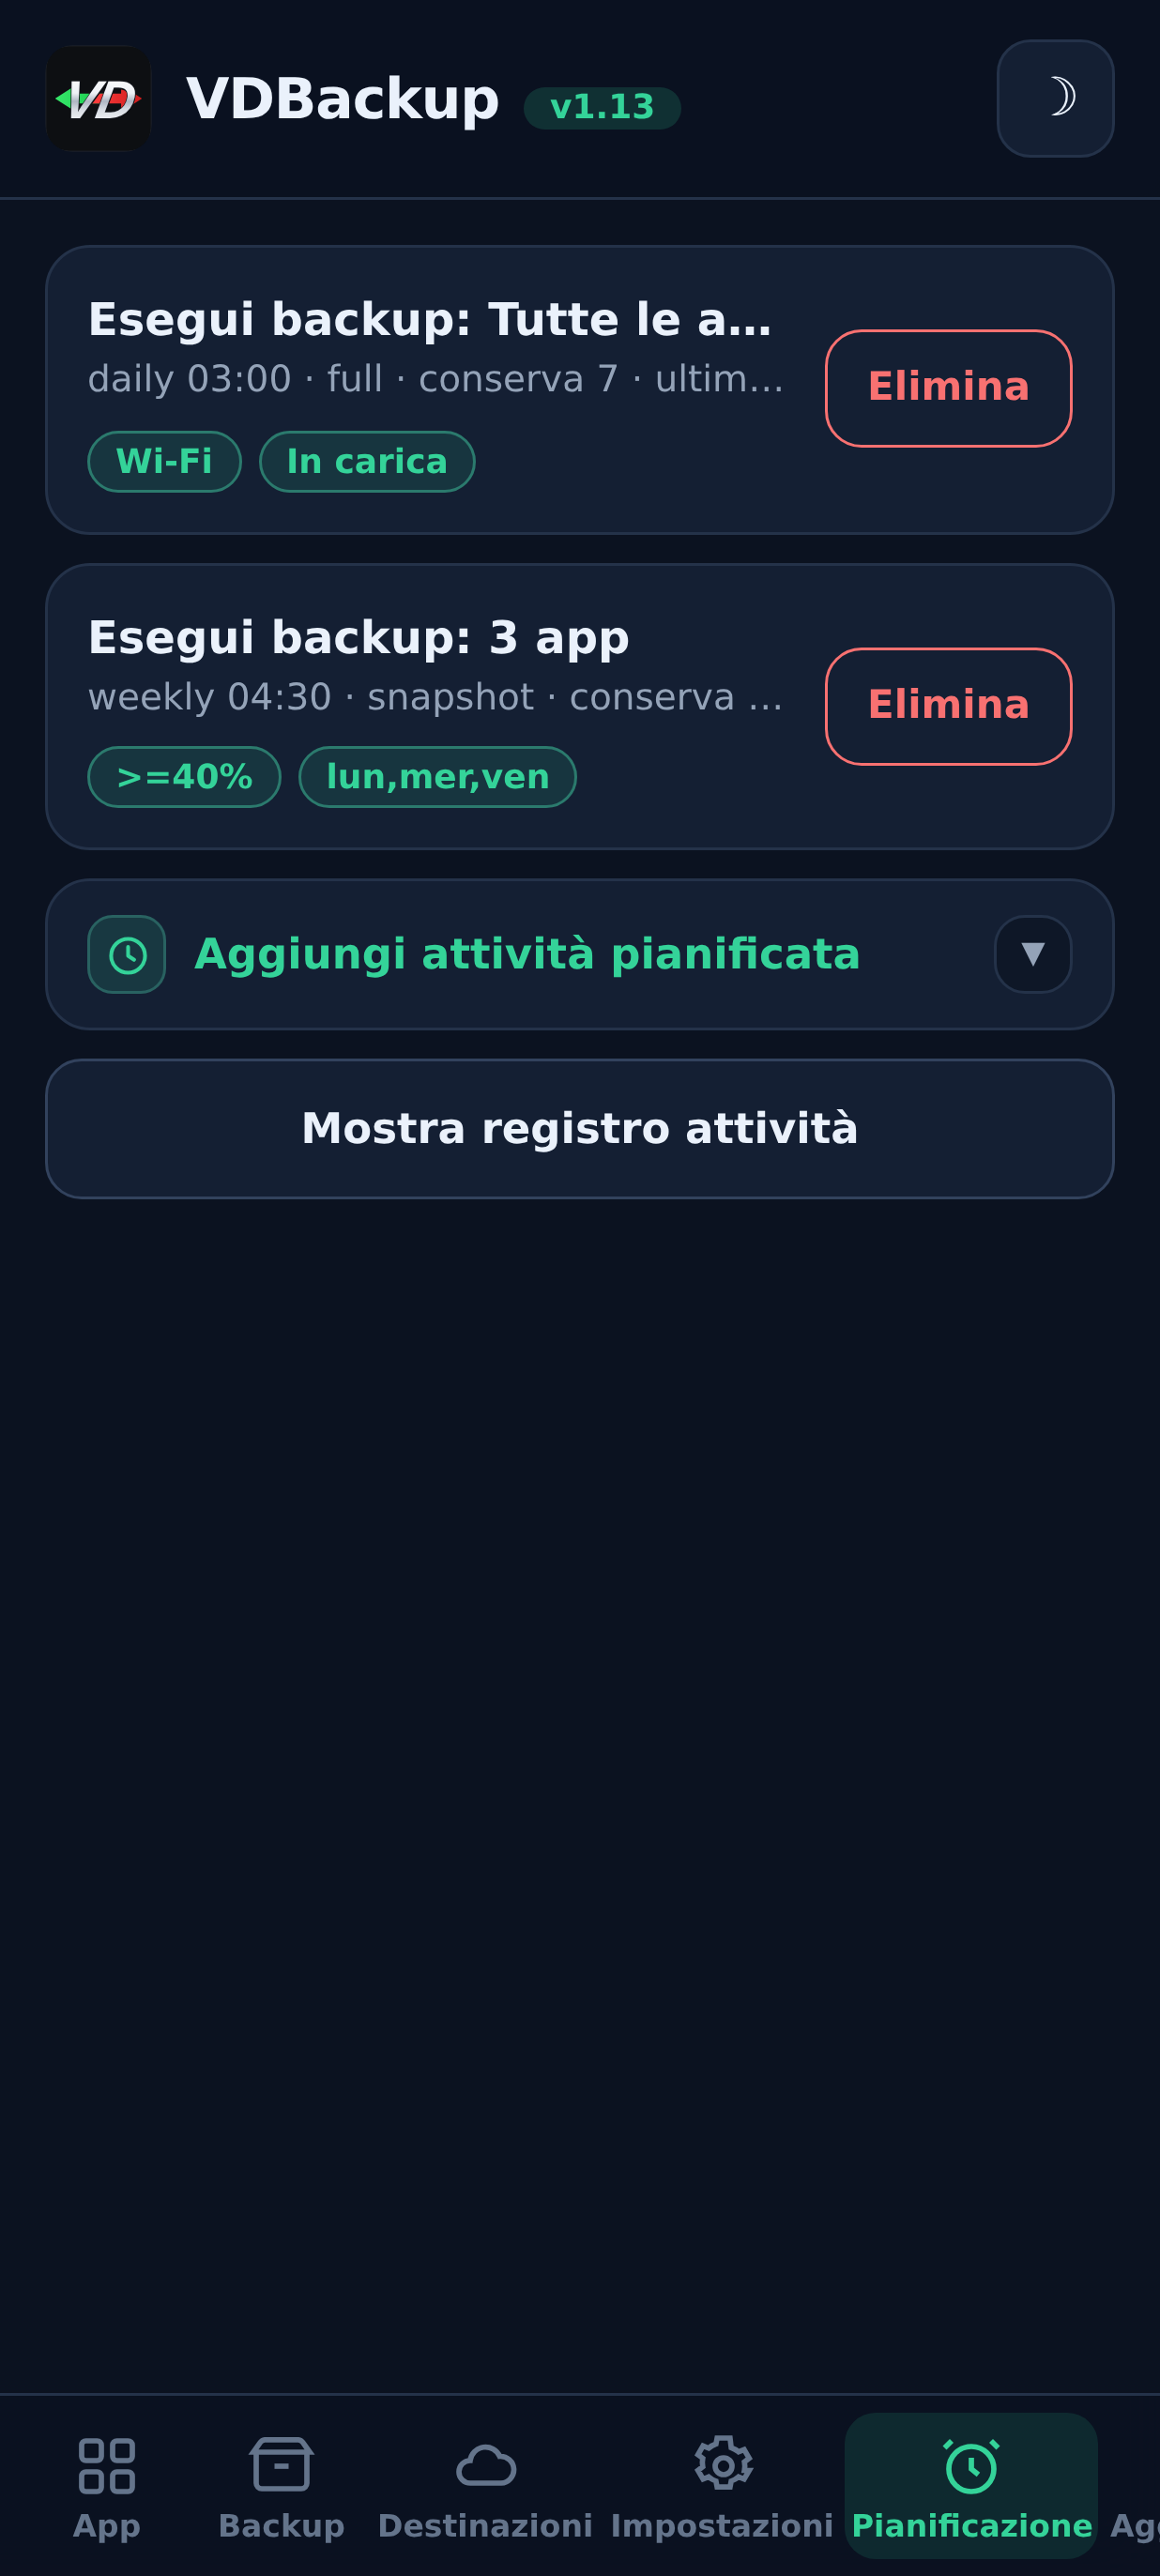 VD
VDBackup v1.13
Esegui backup: Tutte le a...
daily 03:00 · full · conserva 7 · ultim...
Elimina
Wi-Fi
In carica
Esegui backup: 3 app
weekly 04:30 · snapshot · conserva ...
Elimina
>=40%
lun,mer,ven
Aggiungi attività pianificata
Mostra registro attività
App
Backup
Destinazioni
Impostazioni
Pianificazione